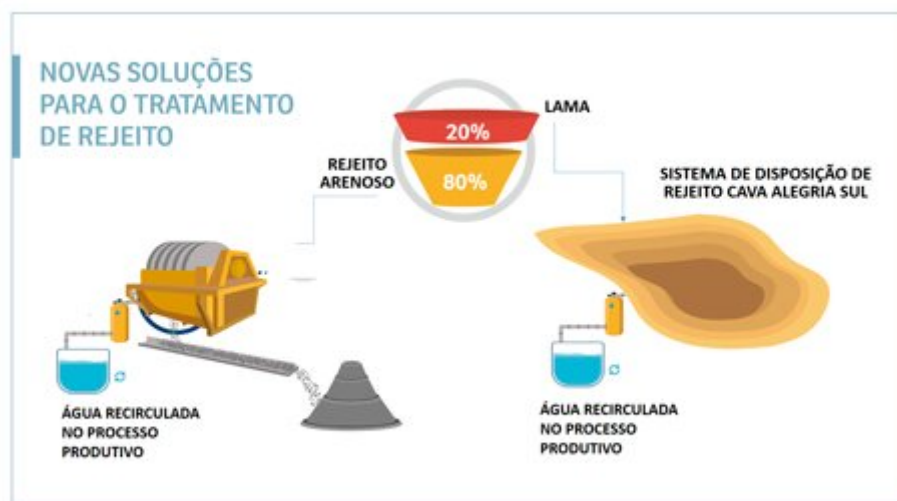 NOVAS SOLUÇÕES
PARA O TRATAMENTO
DE REJEITO
LAMA
20%
80%
REJEITO
ARENOSO
SISTEMA DE DISPOSIÇÃO DE
REJEITO CAVA ALEGRIA SUL
ÁGUA RECIRCULADA
NO PROCESSO
PRODUTIVO
ÁGUA RECIRCULADA
NO PROCESSO
PRODUTIVO